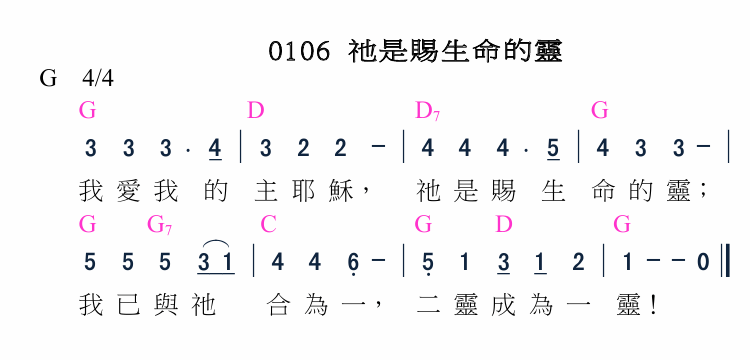 0106 祂是賜生命的靈
G 4/4
G D D7 G
3 3 3 · 4 | 3 2 2 – | 4 4 4 · 5 | 4 3 3 – |
我愛我 的 主耶穌， 祂是賜 生 命的靈；
G G7 C G D G
5 5 5 3 1 | 4 4 6 – | 5 1 3 1 2 | 1 – – 0 ‖
我已與祂 合為一， 二靈成為一 靈！